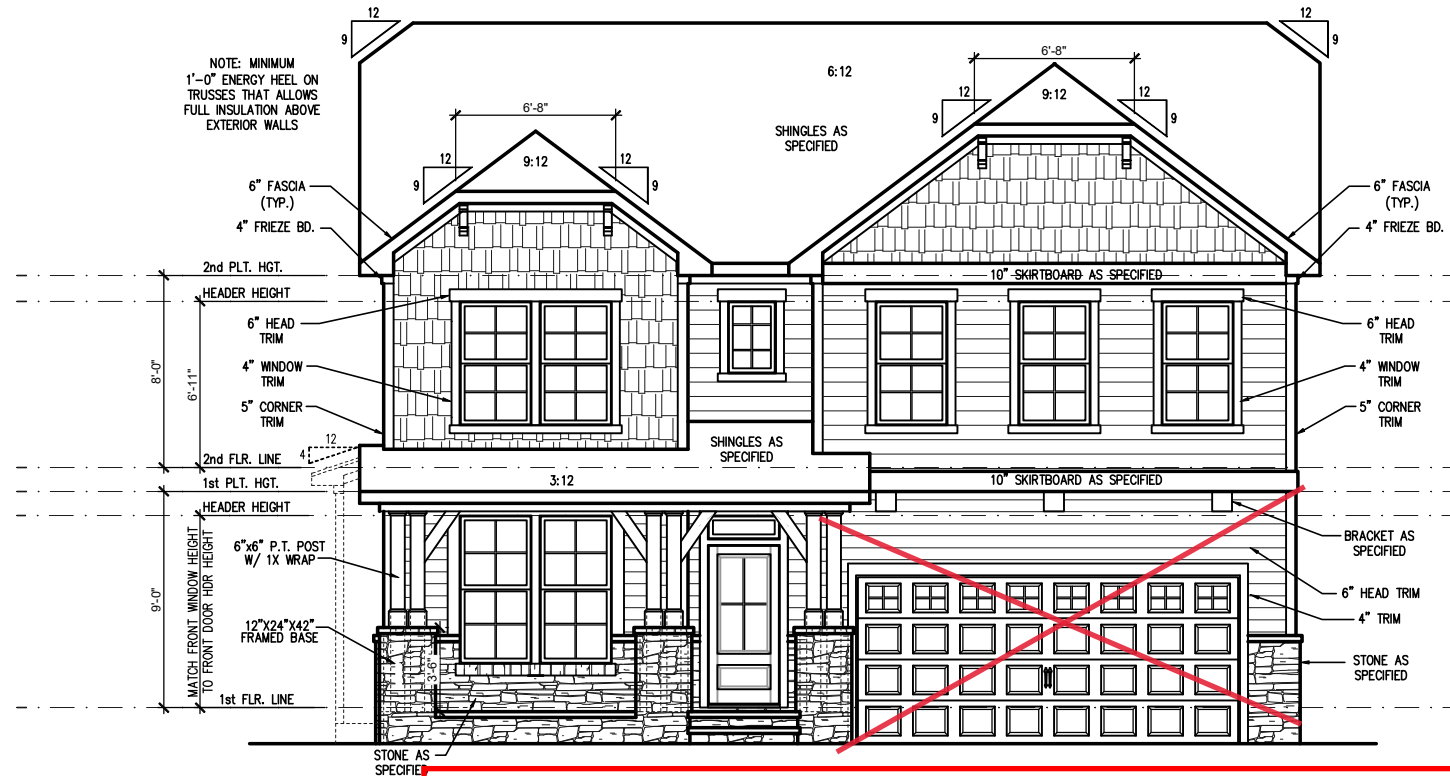 12
9
12
9
NOTE: MINIMUM
1'-0" ENERGY HEEL ON
TRUSSES THAT ALLOWS
FULL INSULATION ABOVE
EXTERIOR WALLS
6'-8"
6:12
6'-8"
12
9
9:12
12
9
SHINGLES AS
SPECIFIED
12
9
9:12
12
9
6" FASCIA
(TYP.)
6" FASCIA
(TYP.)
4" FRIEZE BD.
4" FRIEZE BD.
2nd PLT. HGT.
10" SKIRTBOARD AS SPECIFIED
HEADER HEIGHT
6" HEAD
TRIM
6" HEAD
TRIM
8'-0"
6'-11"
4" WINDOW
TRIM
4" WINDOW
TRIM
5" CORNER
TRIM
5" CORNER
TRIM
12
4
SHINGLES AS
SPECIFIED
2nd FLR. LINE
1st PLT. HGT.
3:12
10" SKIRTBOARD AS SPECIFIED
HEADER HEIGHT
BRACKET AS
SPECIFIED
6"x6" P.T. POST
W/ 1X WRAP
9'-0"
MATCH FRONT WINDOW HEIGHT
TO FRONT DOOR HDR HEIGHT
6" HEAD TRIM
4" TRIM
12"X24"X42"
FRAMED BASE
3'-6"
STONE AS
SPECIFIED
1st FLR. LINE
STONE AS
SPECIFIED